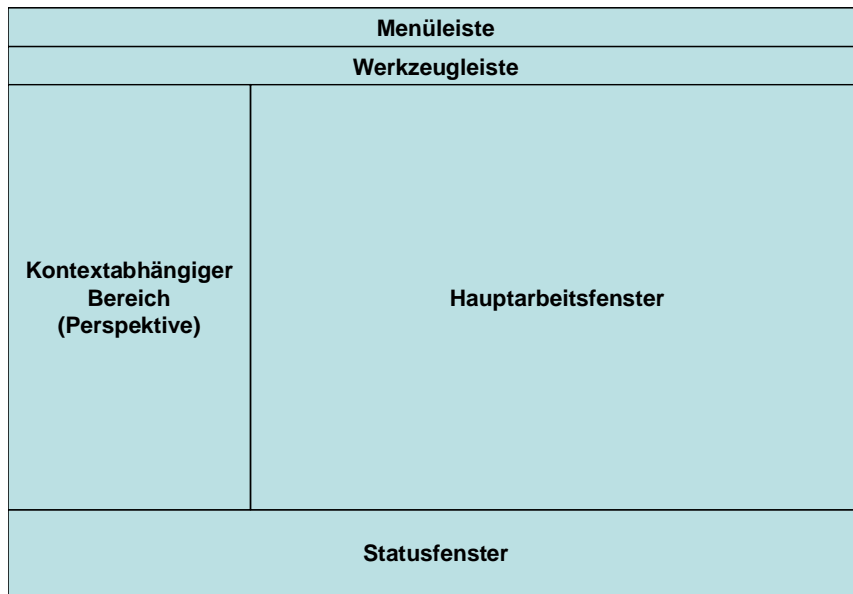 Menüleiste
Werkzeugleiste
Kontextabhängiger
Bereich
(Perspektive)
Hauptarbeitsfenster
Statusfenster